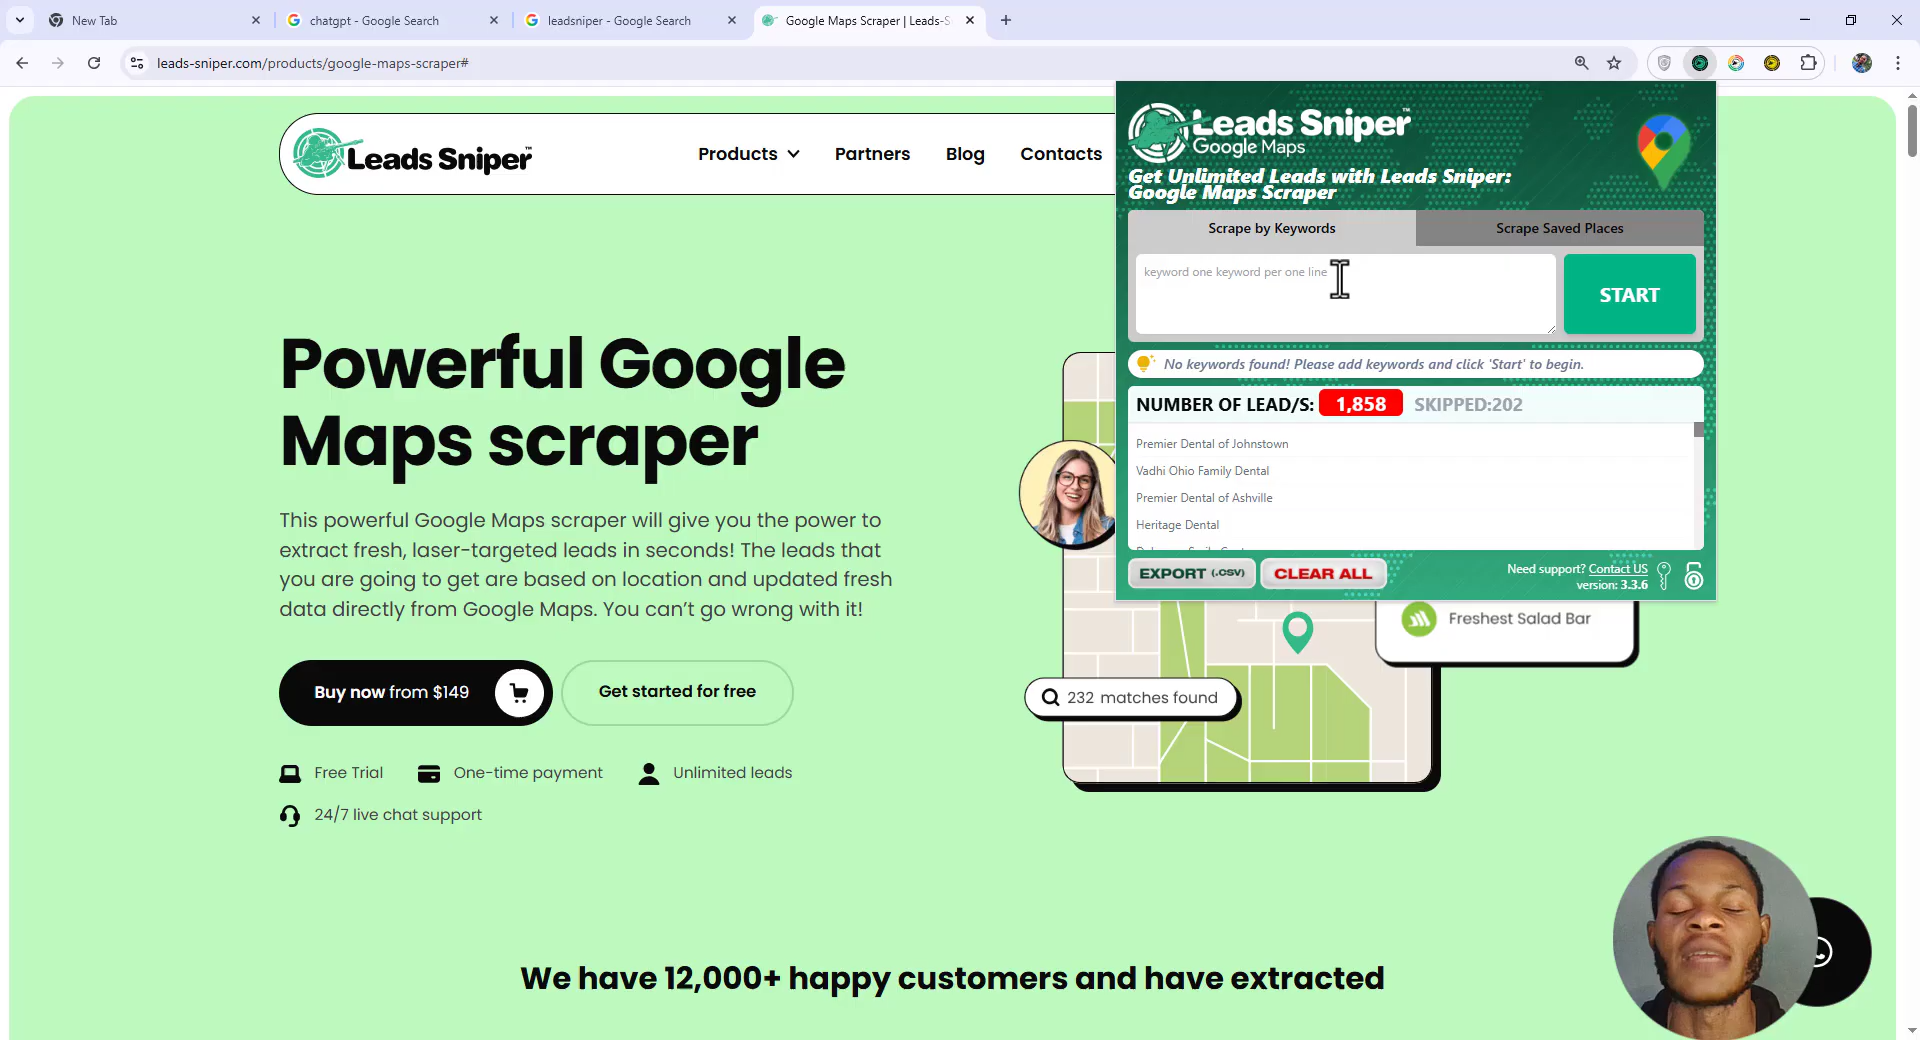 New Tab
chatgpt - Google Search
leadsniper - Google Search
Google Maps Scraper | Leads-S
leads-sniper.com/products/google-maps-scraper#
Leads Sniper™
Products
Partners
Blog
Contacts
Powerful Google
Maps scraper
This powerful Google Maps scraper will give you the power to
extract fresh, laser-targeted leads in seconds! The leads that
you are going to get are based on location and updated fresh
data directly from Google Maps. You can’t go wrong with it!
Buy now from $149
Get started for free
Free Trial
One-time payment
Unlimited leads
24/7 live chat support
Leads Sniper™
Google Maps
Get Unlimited Leads with Leads Sniper:
Google Maps Scraper
Scrape by Keywords
Scrape Saved Places
keyword one keyword per one line
START
No keywords found! Please add keywords and click 'Start' to begin.
NUMBER OF LEAD/S: 1,858 SKIPPED:202
Premier Dental of Johnstown
Vadhi Ohio Family Dental
Premier Dental of Ashville
Heritage Dental
EXPORT (.CSV)
CLEAR ALL
Need support? Contact US
version: 3.3.6
Freshest Salad Bar
232 matches found
We have 12,000+ happy customers and have extracted